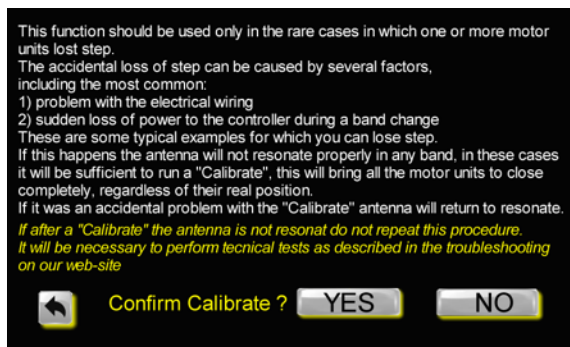 This function should be used only in the rare cases in which one or more motor
units lost step.
The accidental loss of step can be caused by several factors,
including the most common:
1) problem with the electrical wiring
2) sudden loss of power to the controller during a band change
These are some typical examples for which you can lose step.
If this happens the antenna will not resonate properly in any band, in these cases
it will be sufficient to run a "Calibrate", this will bring all the motor units to close
completely, regardless of their real position.
If it was an accidental problem with the "Calibrate" antenna will return to resonate.
If after a "Calibrate" the antenna is not resonat do not repeat this procedure.
It will be necessary to perform tecnical tests as described in the troubleshooting
on our web-site
Confirm Calibrate ? YES NO